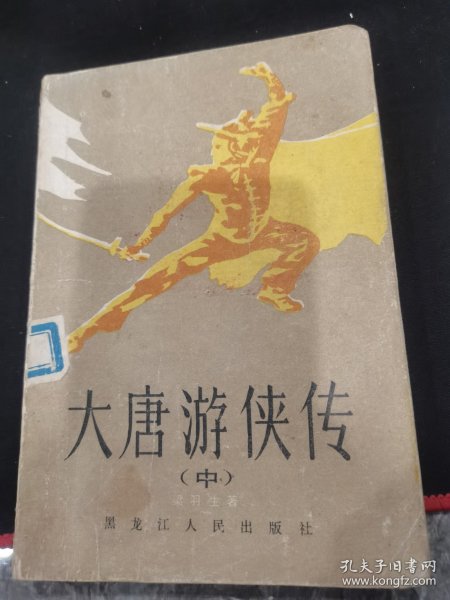 大唐游侠传
（中）
梁羽生著
黑龙江人民出版社
孔夫子旧书网
www.kongfz.com